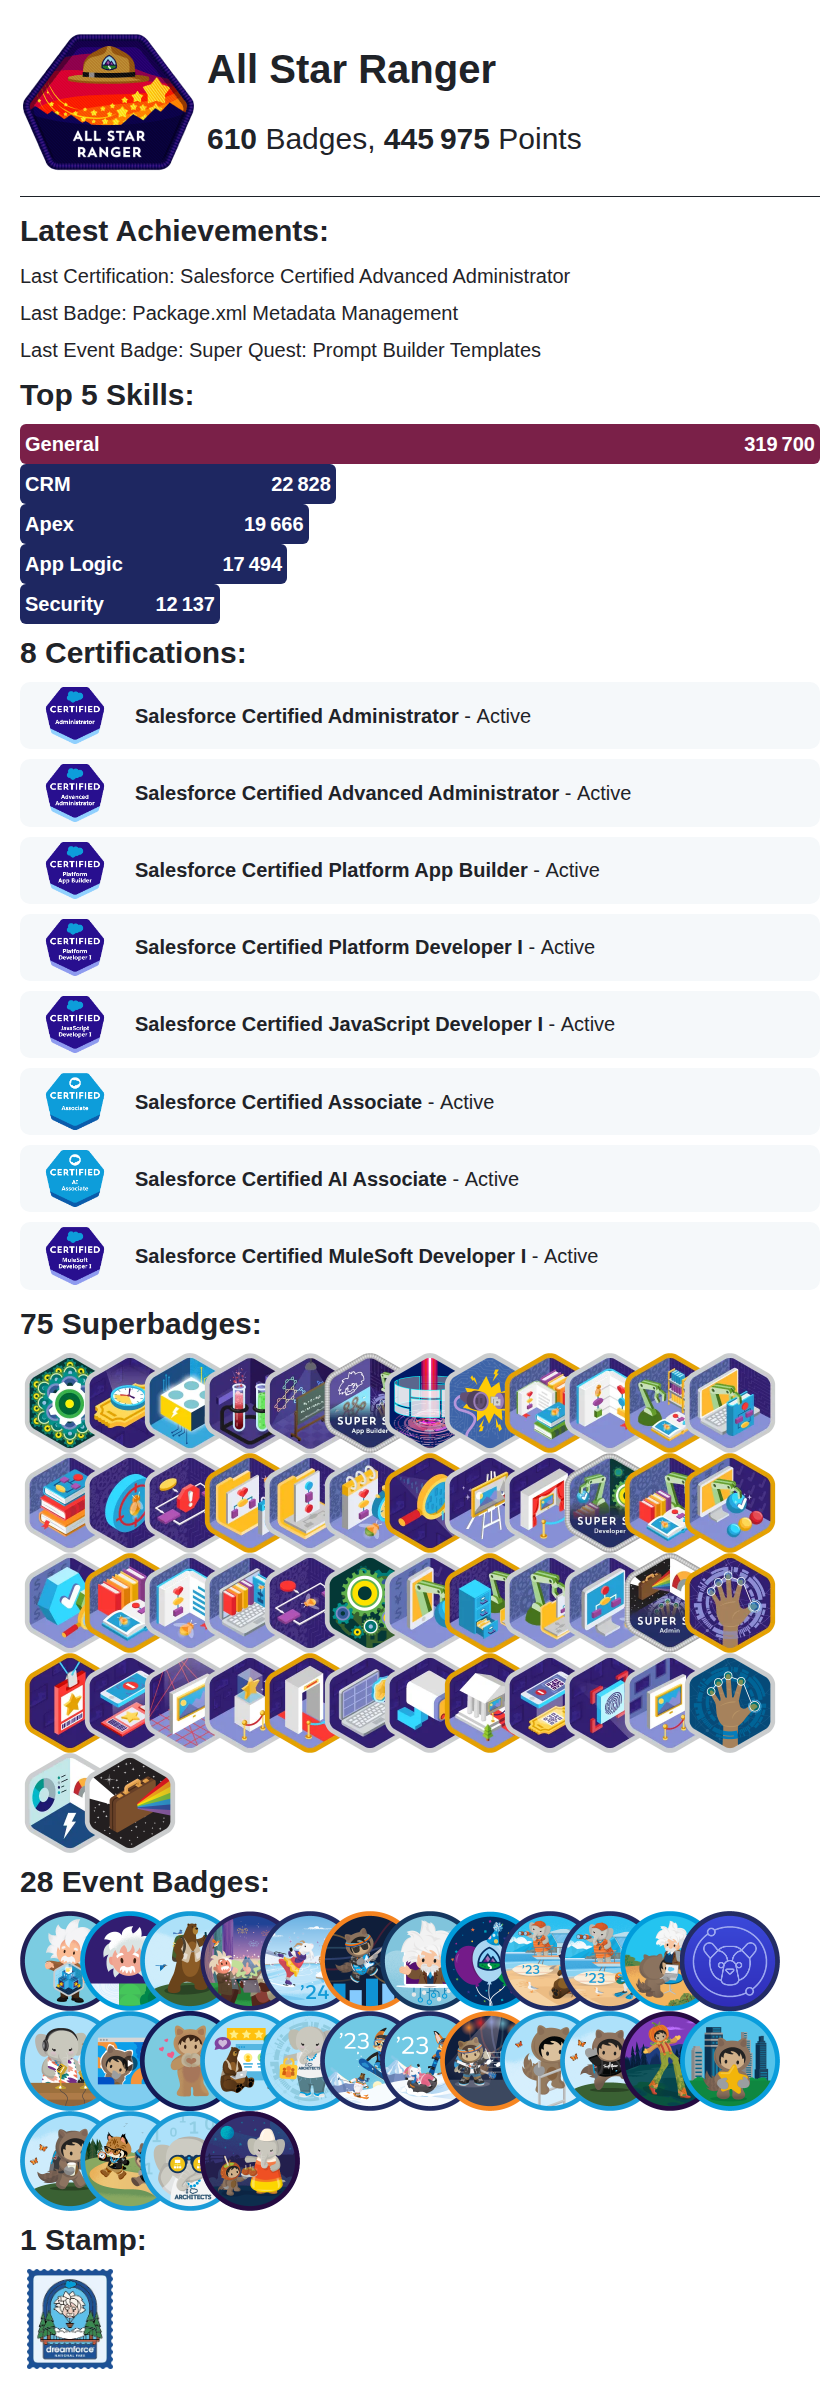 ALL STAR
RANGER
All Star Ranger
610 Badges, 445 975 Points
Latest Achievements:
Last Certification: Salesforce Certified Advanced Administrator
Last Badge: Package.xml Metadata Management
Last Event Badge: Super Quest: Prompt Builder Templates
Top 5 Skills:
General 319 700
CRM 22 828
Apex 19 666
App Logic 17 494
Security 12 137
8 Certifications:
CERTIFIED
Administrator
Salesforce Certified Administrator - Active
CERTIFIED
Advanced
Administrator
Salesforce Certified Advanced Administrator - Active
CERTIFIED
Platform
App Builder
Salesforce Certified Platform App Builder - Active
CERTIFIED
Platform
Developer I
Salesforce Certified Platform Developer I - Active
CERTIFIED
JavaScript
Developer I
Salesforce Certified JavaScript Developer I - Active
CERTIFIED
Associate
Salesforce Certified Associate - Active
CERTIFIED
AI
Associate
Salesforce Certified AI Associate - Active
CERTIFIED
MuleSoft
Developer I
Salesforce Certified MuleSoft Developer I - Active
75 Superbadges:
SUPER S
App Builder
SUPER S
Developer
SUPER S
Admin
28 Event Badges:
'24
'23
'23
'23
'23
ARCHITECTS
1 Stamp:
dreamforce
NATIONAL PARK